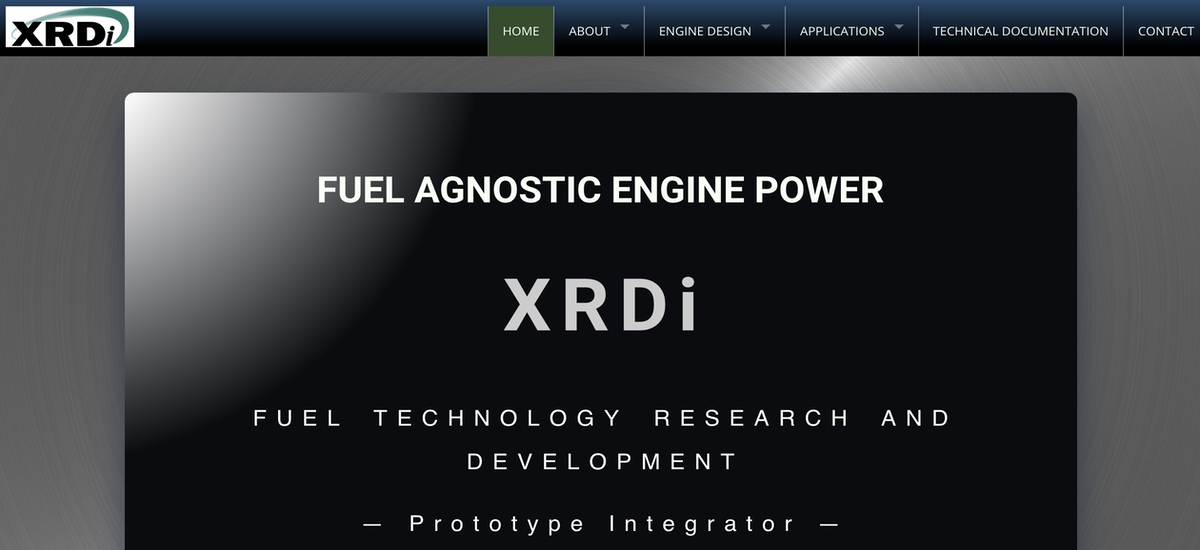 XRDi
HOME ABOUT ENGINE DESIGN APPLICATIONS TECHNICAL DOCUMENTATION CONTACT
FUEL AGNOSTIC ENGINE POWER
XRDi
FUEL TECHNOLOGY RESEARCH AND
DEVELOPMENT
— Prototype Integrator —